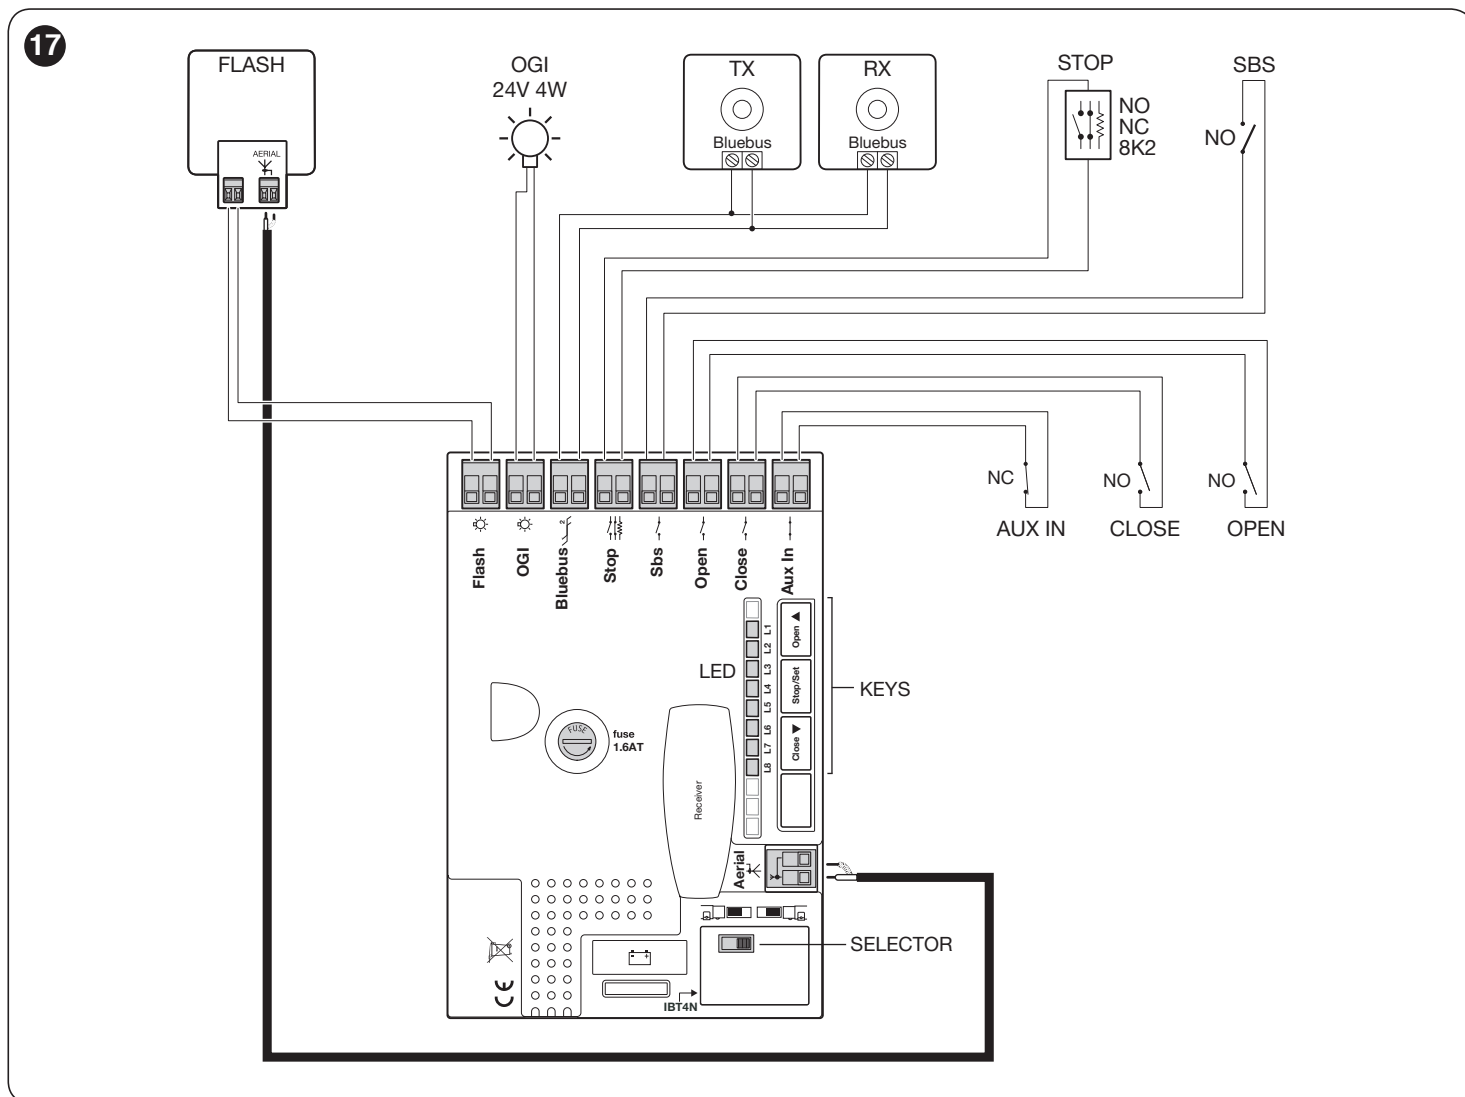 17
FLASH
AERIAL
OGI
24V 4W
TX
Bluebus
RX
Bluebus
STOP
NO
NC
8K2
SBS
NO
NC
AUX IN
NO
CLOSE
NO
OPEN
Flash
OGI
Bluebus
2
Stop
Sbs
Open
Close
Aux In
LED
L1
L2
L3
L4
L5
L6
L7
L8
Open ▲
Stop/Set
Close ▼
KEYS
FUSE
fuse
1.6AT
Receiver
Aerial
SELECTOR
- +
IBT4N
CE